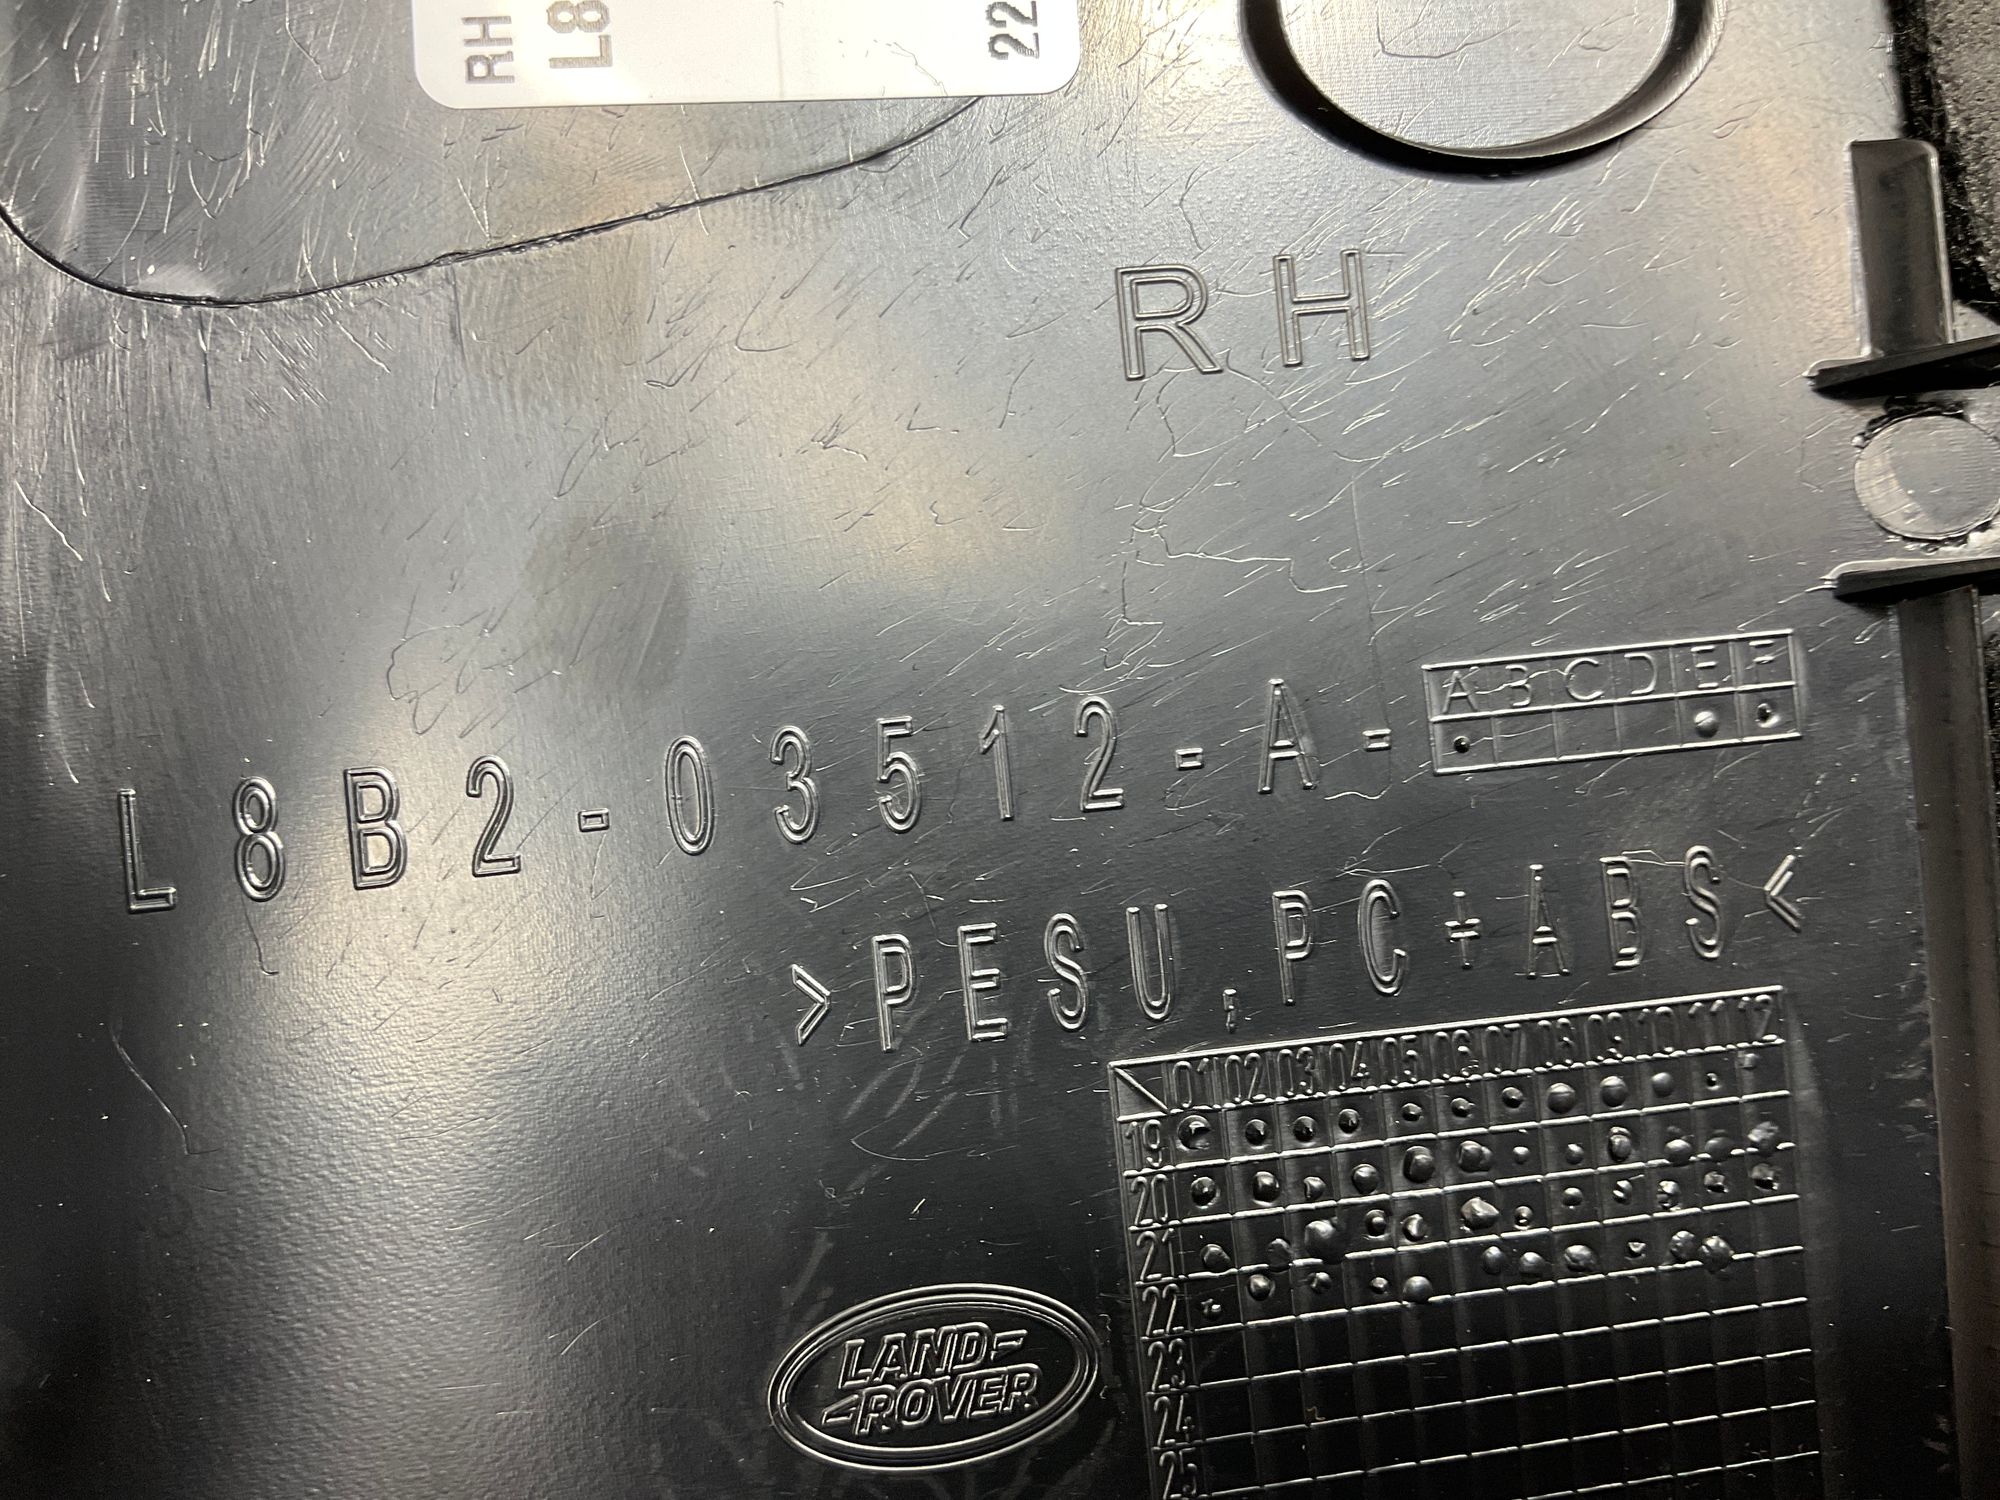 RH
L8
22
RH
A B C D E F
L8B2-03512-A-
>PESU,PC+ABS<
01 02 03 04 05 06 07 08 09 10 11 12
19
20
21
22
23
24
25
LAND-
-ROVER